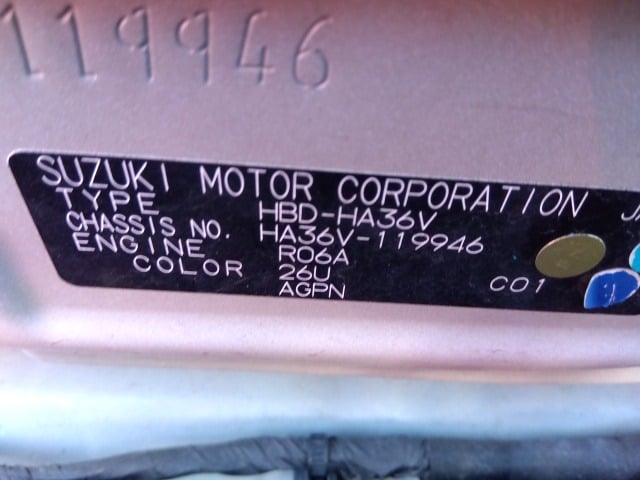 119946
SUZUKI MOTOR CORPORATION
TYPE HBD-HA36V
CHASSIS NO. HA36V-119946
ENGINE R06A
COLOR 26U
AGPN C01